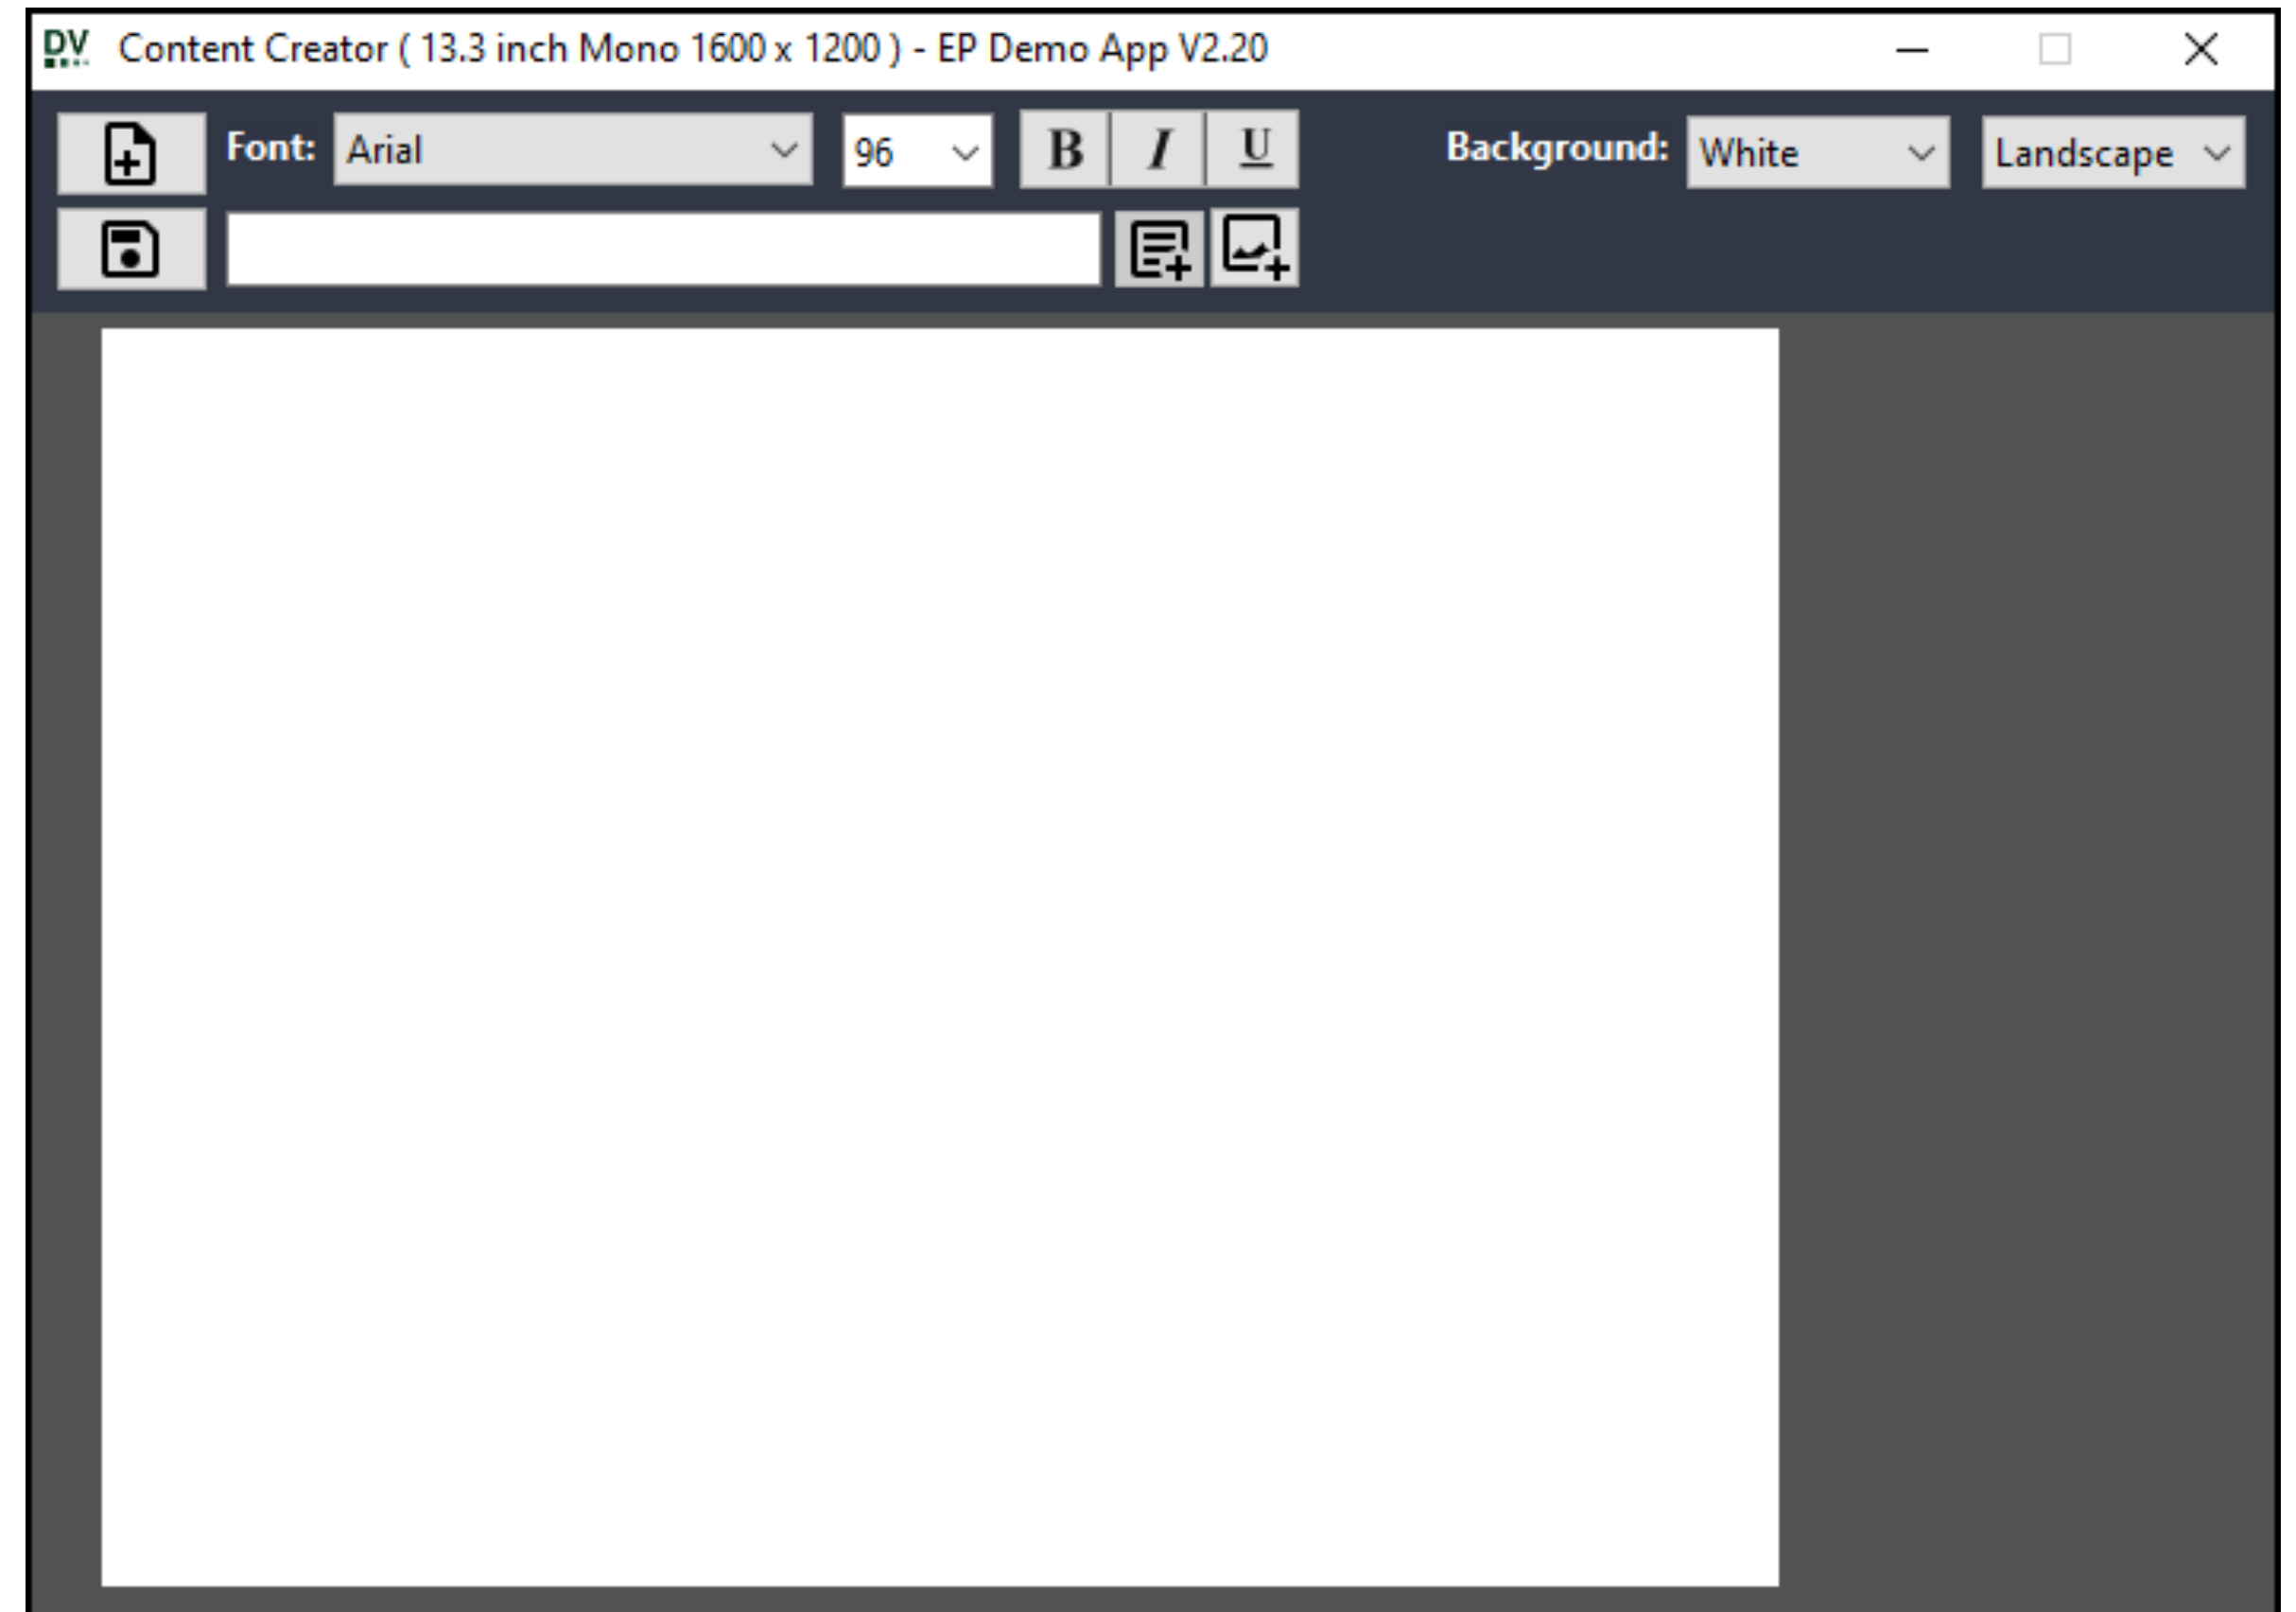 DV Content Creator ( 13.3 inch Mono 1600 x 1200 ) - EP Demo App V2.20
Font: Arial 96 B I U Background: White Landscape